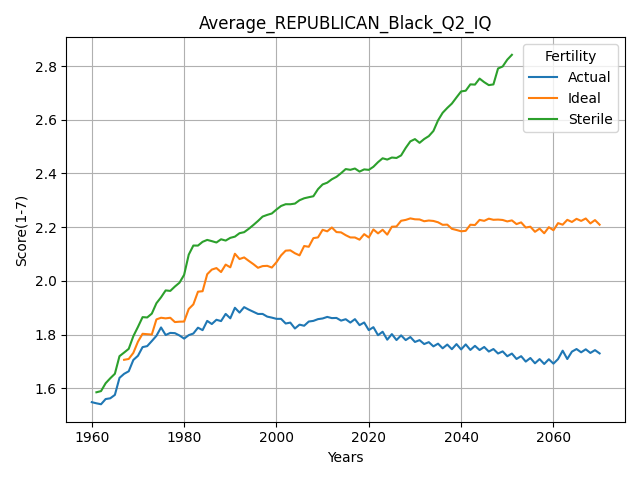 Average_REPUBLICAN_Black_Q2_IQ
Score(1-7)
2.8
2.6
2.4
2.2
2.0
1.8
1.6
1960 1980 2000 2020 2040 2060
Years
Fertility
Actual
Ideal
Sterile